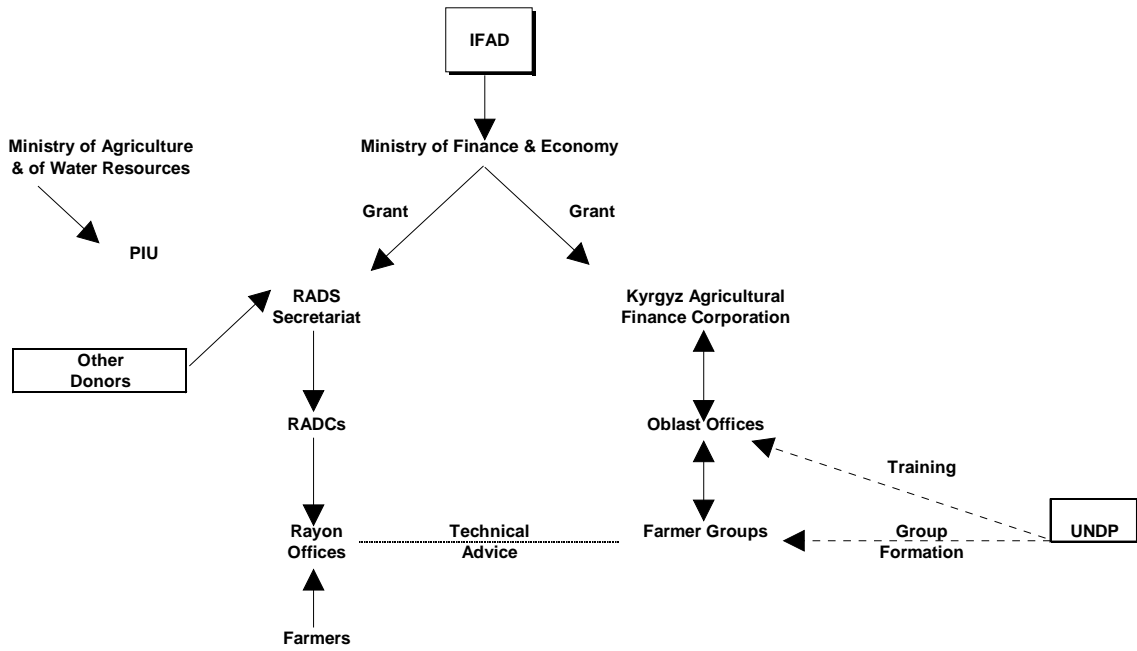 IFAD
Ministry of Agriculture
& of Water Resources
Ministry of Finance & Economy
Grant
Grant
PIU
RADS
Secretariat
Kyrgyz Agricultural
Finance Corporation
Other
Donors
RADCs
Oblast Offices
Training
Rayon
Offices
Technical
Advice
Farmer Groups
Group
Formation
UNDP
Farmers